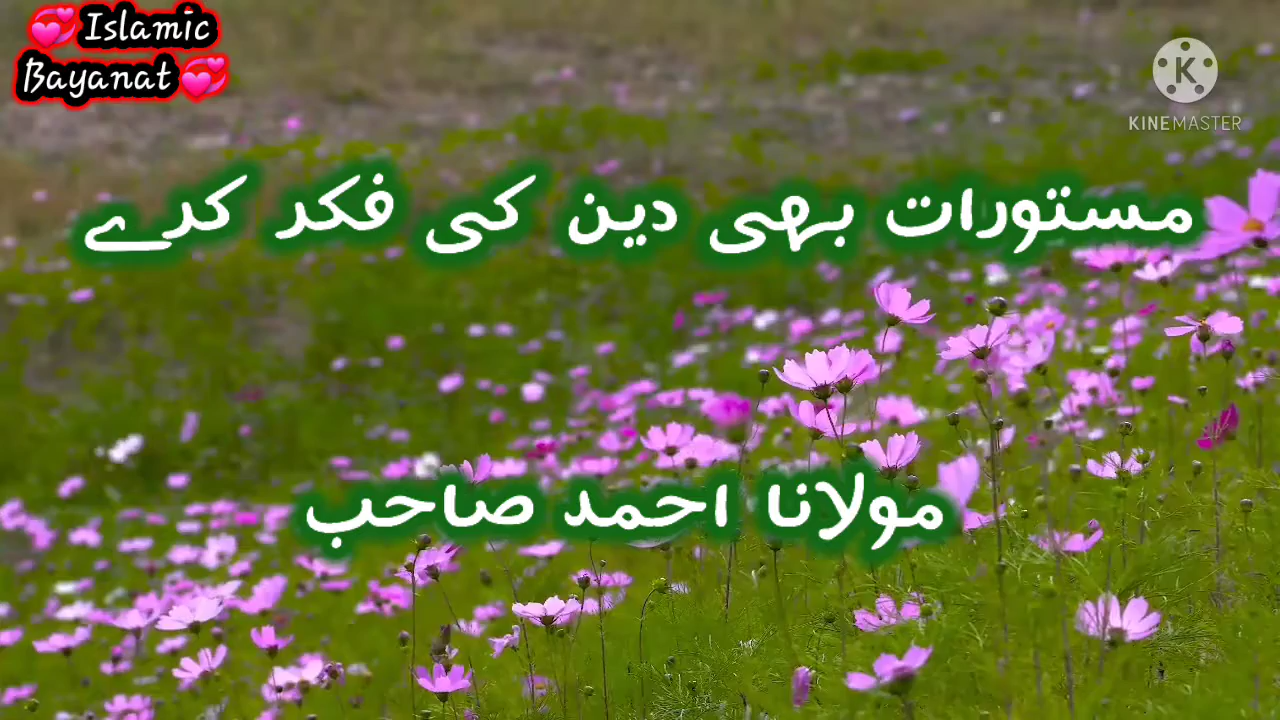 Islamic
Bayanat
KINEMASTER
مستورات بھی دین کی فکر کرے
مولانا احمد صاحب